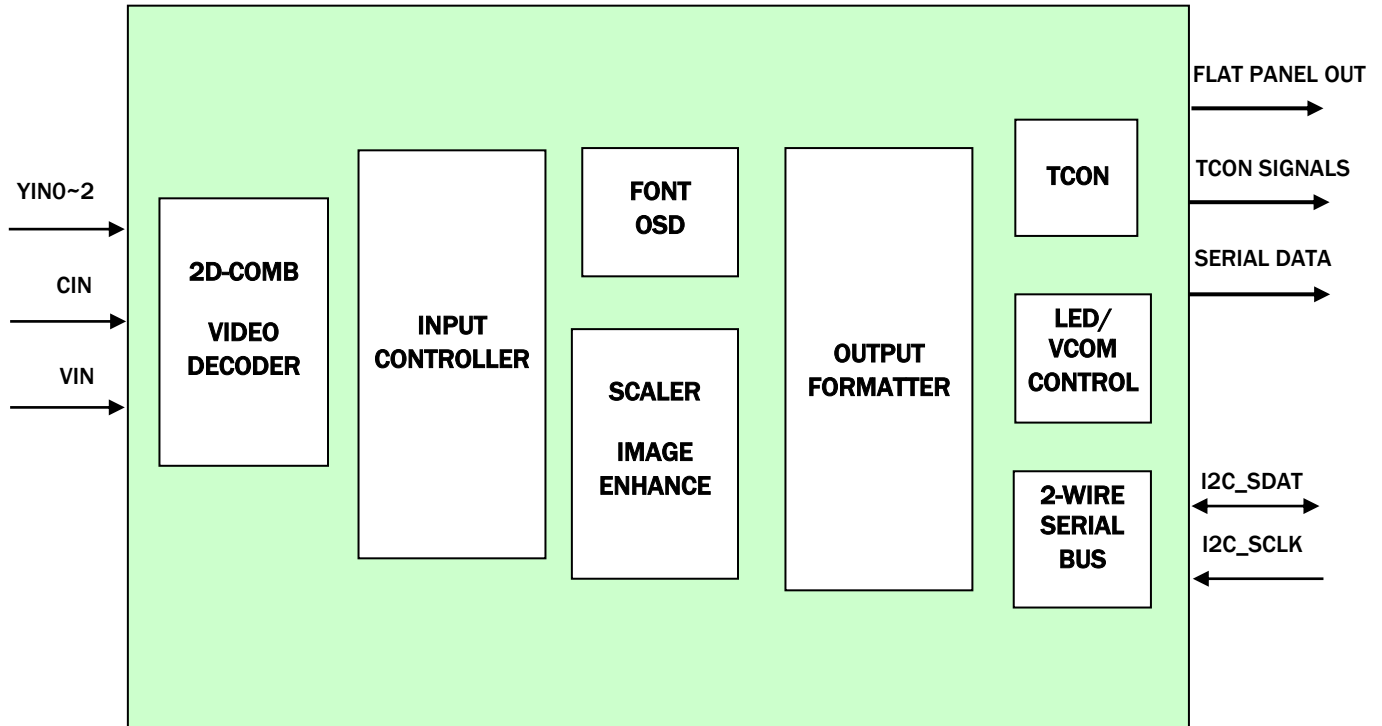 YIN0~2
CIN
VIN
2D-COMB
VIDEO
DECODER
INPUT
CONTROLLER
FONT
OSD
SCALER
IMAGE
ENHANCE
OUTPUT
FORMATTER
TCON
LED/
VCOM
CONTROL
2-WIRE
SERIAL
BUS
FLAT PANEL OUT
TCON SIGNALS
SERIAL DATA
I2C_SDAT
I2C_SCLK